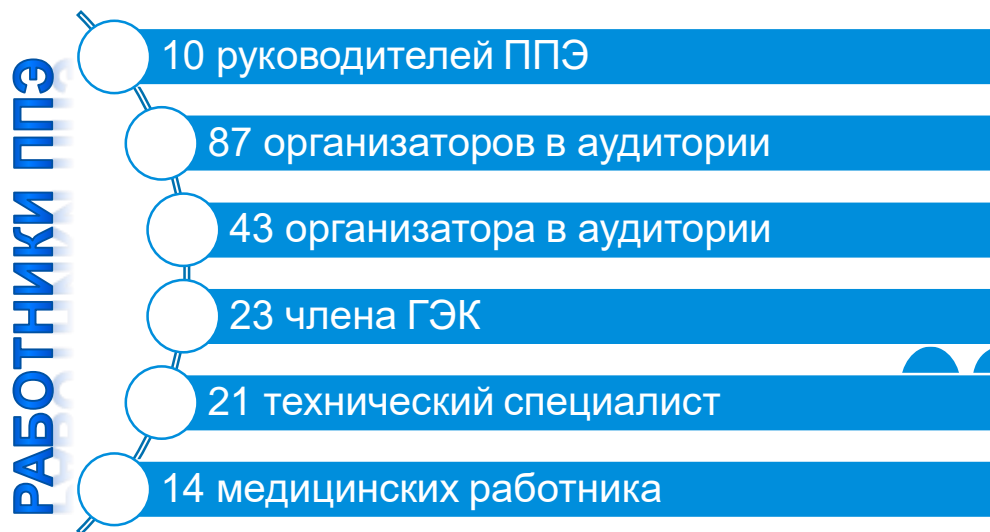 РАБОТНИКИ ППЭ
10 руководителей ППЭ
87 организаторов в аудитории
43 организатора в аудитории
23 члена ГЭК
21 технический специалист
14 медицинских работника